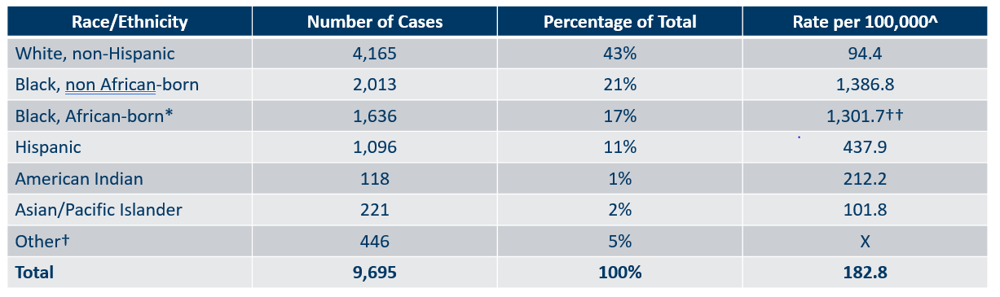 Race/Ethnicity Number of Cases Percentage of Total Rate per 100,000^
White, non-Hispanic 4,165 43% 94.4
Black, non African-born 2,013 21% 1,386.8
Black, African-born* 1,636 17% 1,301.7††
Hispanic 1,096 11% 437.9
American Indian 118 1% 212.2
Asian/Pacific Islander 221 2% 101.8
Other† 446 5% X
Total 9,695 100% 182.8